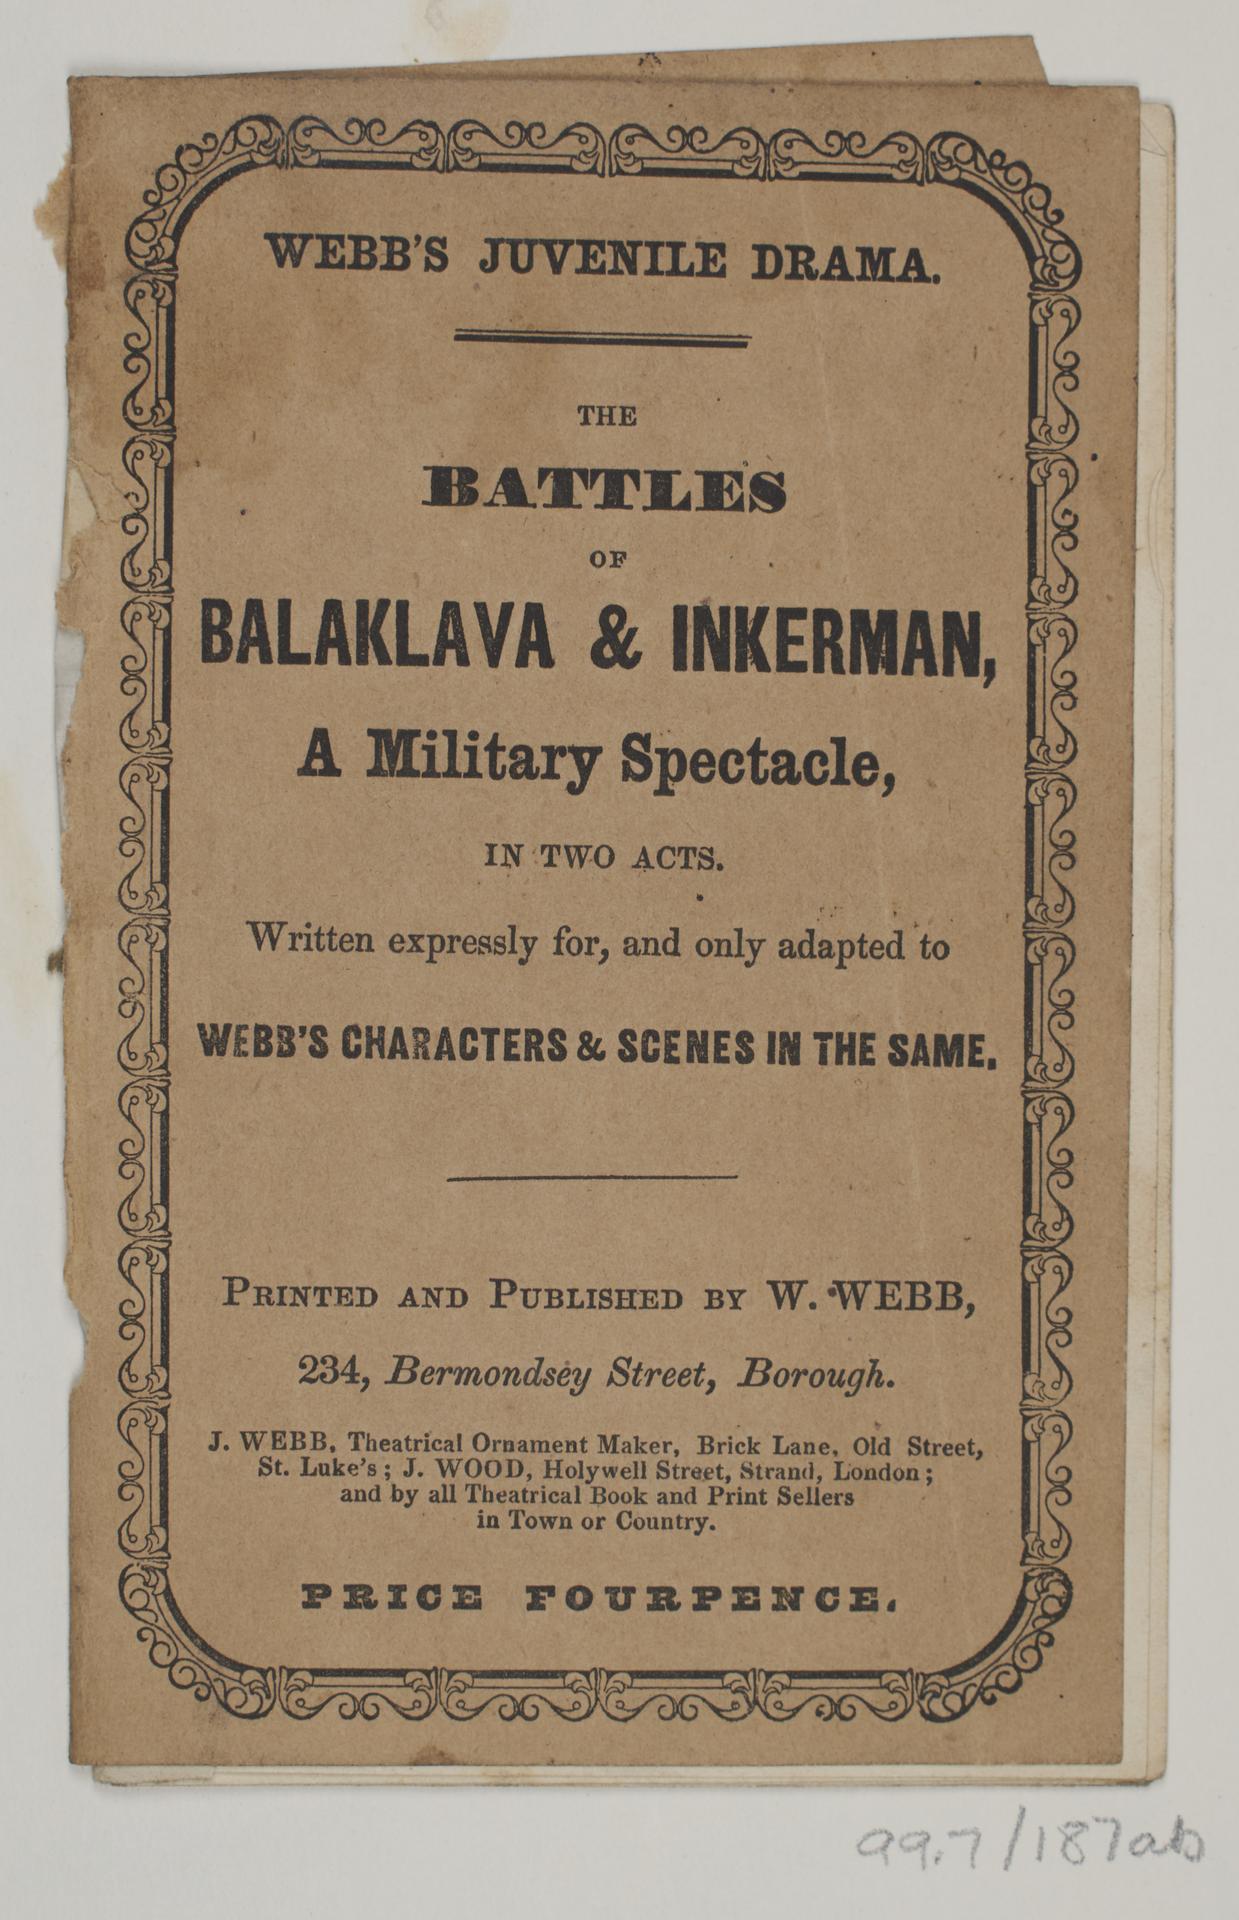 WEBB'S JUVENILE DRAMA.
THE
BATTLES
OF
BALAKLAVA & INKERMAN,
A Military Spectacle,
IN TWO ACTS.
Written expressly for, and only adapted to
WEBB'S CHARACTERS & SCENES IN THE SAME.
PRINTED AND PUBLISHED BY W. WEBB,
234, Bermondsey Street, Borough.
J. WEBB, Theatrical Ornament Maker, Brick Lane, Old Street,
St. Luke's; J. WOOD, Holywell Street, Strand, London;
and by all Theatrical Book and Print Sellers
in Town or Country.
PRICE FOURPENCE.
99.7/187ab